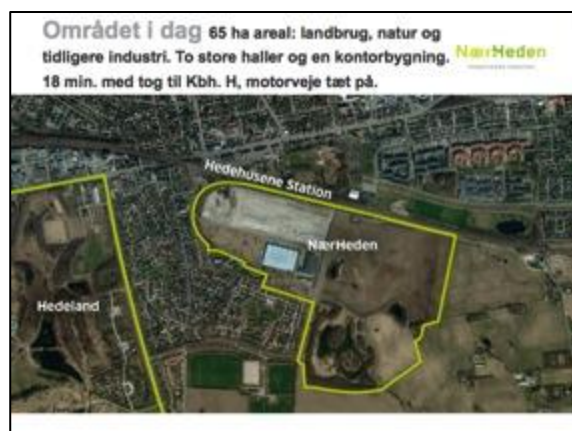 Området i dag 65 ha areal: landbrug, natur og
tidligere industri. To store haller og en kontorbygning.
18 min. med tog til Kbh. H, motorveje tæt på.
NærHeden
Hedehusene Station
NærHeden
Hedeland